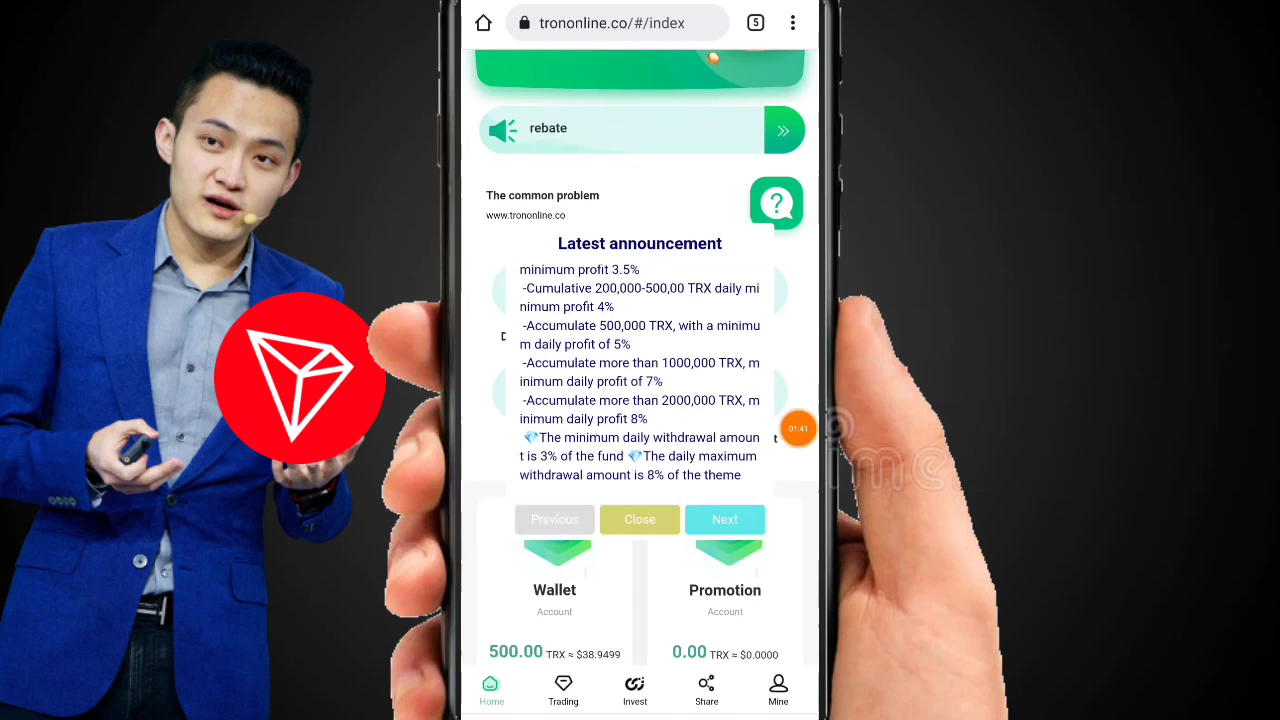 trononline.co/#/index
5
rebate
The common problem
www.trononline.co
Latest announcement
minimum profit 3.5%
-Cumulative 200,000-500,00 TRX daily mi
nimum profit 4%
-Accumulate 500,000 TRX, with a minimu
m daily profit of 5%
-Accumulate more than 1000,000 TRX, m
inimum daily profit of 7%
-Accumulate more than 2000,000 TRX, m
inimum daily profit 8%
💎The minimum daily withdrawal amoun
t is 3% of the fund 💎The daily maximum
withdrawal amount is 8% of the theme
01:41
Previous Close Next
Wallet Promotion
Account Account
500.00 TRX ≈ $38.9499 0.00 TRX ≈ $0.0000
Home Trading Invest Share Mine